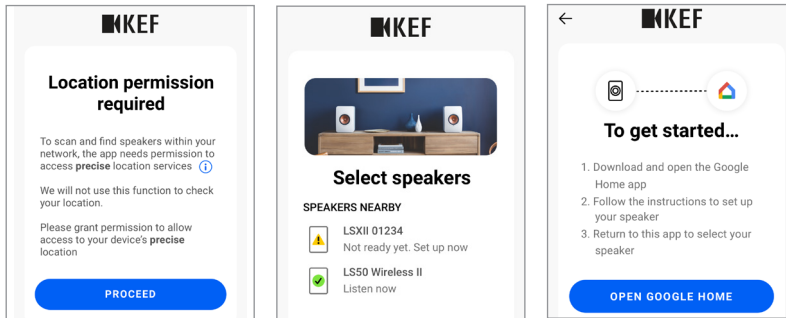 KEF
Location permission
required
To scan and find speakers within your
network, the app needs permission to
access precise location services
We will not use this function to check
your location.
Please grant permission to allow
access to your device's precise
location
PROCEED
KEF
Select speakers
SPEAKERS NEARBY
LSXII 01234
Not ready yet. Set up now
LS50 Wireless II
Listen now
KEF
To get started...
1. Download and open the Google
Home app
2. Follow the instructions to set up
your speaker
3. Return to this app to select your
speaker
OPEN GOOGLE HOME